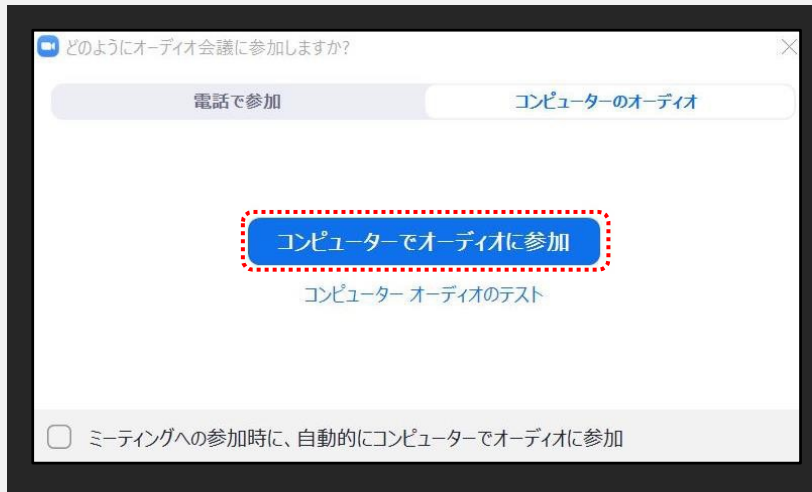 どのようにオーディオ会議に参加しますか?
電話で参加
コンピューターのオーディオ
コンピューターでオーディオに参加
コンピューター オーディオのテスト
ミーティングへの参加時に、自動的にコンピューターでオーディオに参加